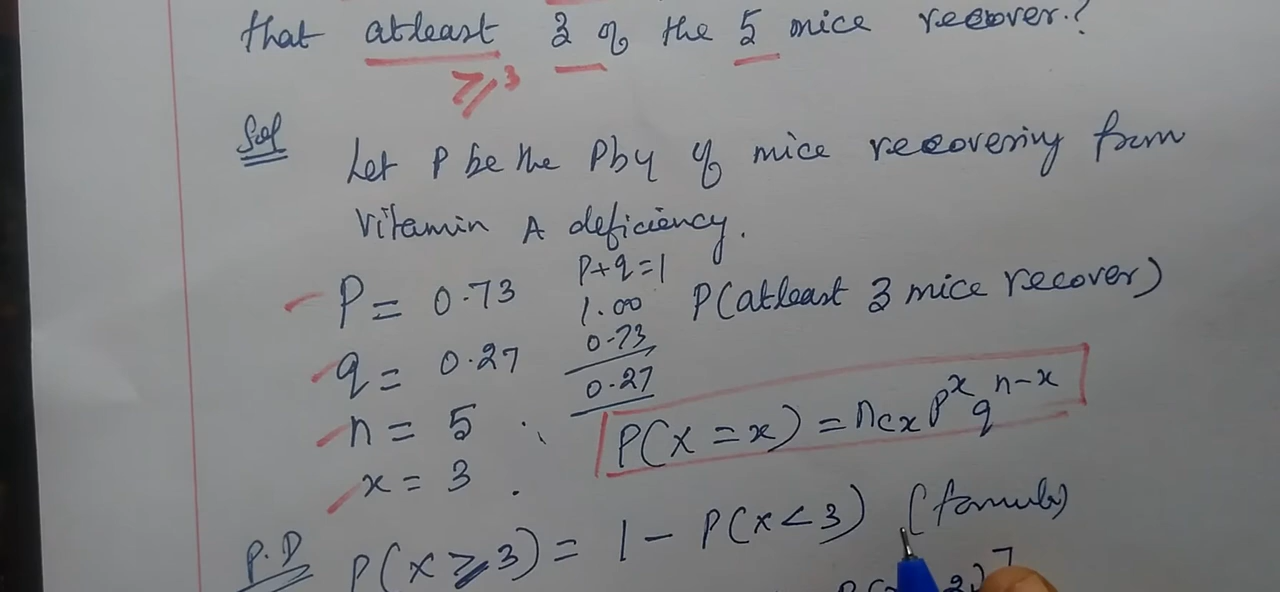 that atleast 3 of the 5 mice recover.?
≥3
Sol
Let P be the Pby of mice recovering from
Vitamin A deficiency.
P = 0.73
P+q=1
1.00
0.73
0.27
P(atleast 3 mice recover)
q = 0.27
n = 5
x = 3.
P(X = x) = ncx p^x q^n-x
P.D P(x ≥ 3) = 1 - P(x < 3) (formula)